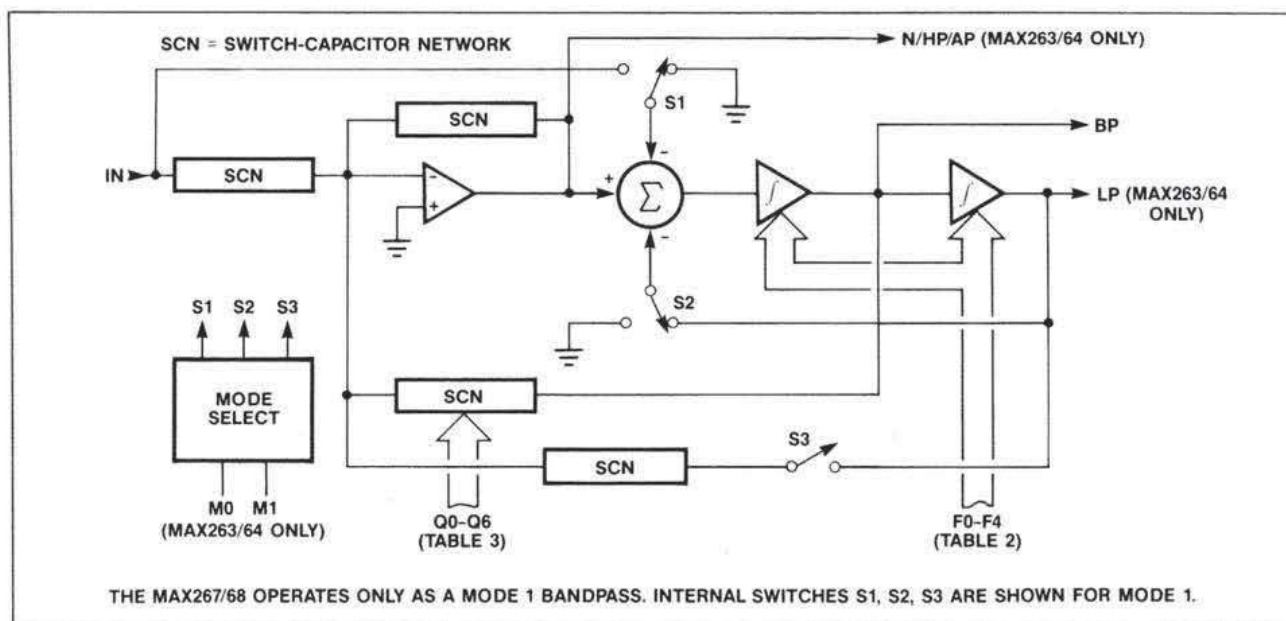 SCN = SWITCH-CAPACITOR NETWORK
N/HP/AP (MAX263/64 ONLY)
S1
SCN
BP
IN
SCN
-
+
+
-
Σ
-
∫
∫
LP (MAX263/64
ONLY)
S2
S1 S2 S3
MODE
SELECT
SCN
S3
SCN
M0 M1
(MAX263/64 ONLY)
Q0-Q6
(TABLE 3)
F0-F4
(TABLE 2)
THE MAX267/68 OPERATES ONLY AS A MODE 1 BANDPASS. INTERNAL SWITCHES S1, S2, S3 ARE SHOWN FOR MODE 1.